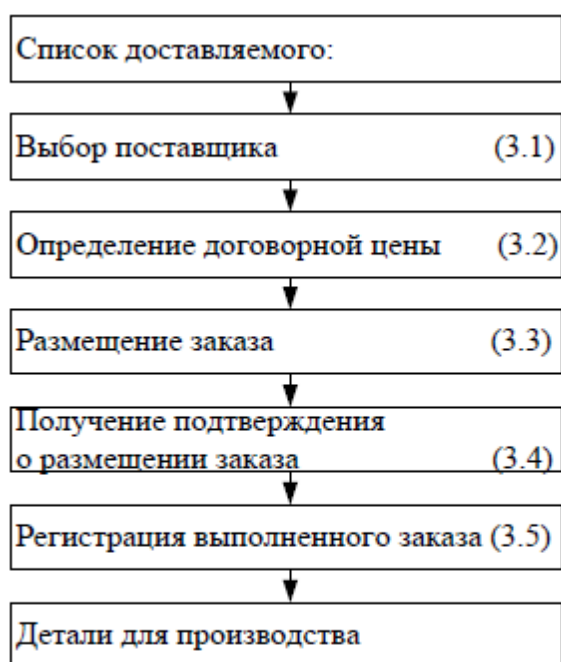 Список доставляемого:
Выбор поставщика (3.1)
Определение договорной цены (3.2)
Размещение заказа (3.3)
Получение подтверждения
о размещении заказа (3.4)
Регистрация выполненного заказа (3.5)
Детали для производства